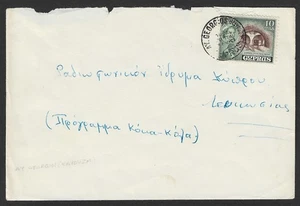 10
CYPRUS
Ραδιοφωνικόν ίδρυμα Κύπρου
Λευκωσίας
(Πρόγραμμα Κόκα-Κόλα)